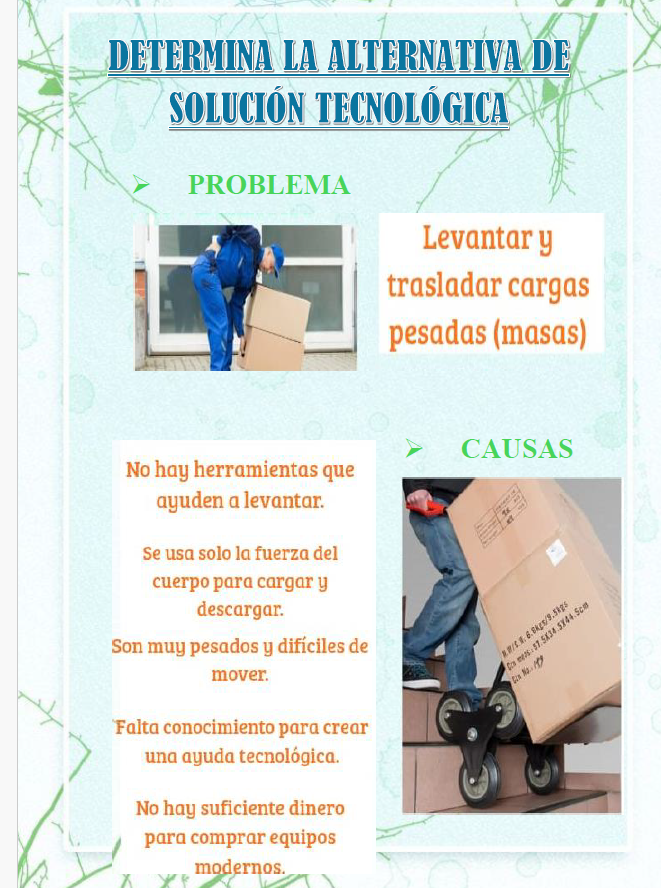 DETERMINA LA ALTERNATIVA DE
SOLUCIÓN TECNOLÓGICA
PROBLEMA
Levantar y
trasladar cargas
pesadas (masas)
CAUSAS
No hay herramientas que
ayuden a levantar.
Se usa solo la fuerza del
cuerpo para cargar y
descargar.
Son muy pesados y difíciles de
mover.
Falta conocimiento para crear
una ayuda tecnológica.
No hay suficiente dinero
para comprar equipos
modernos.